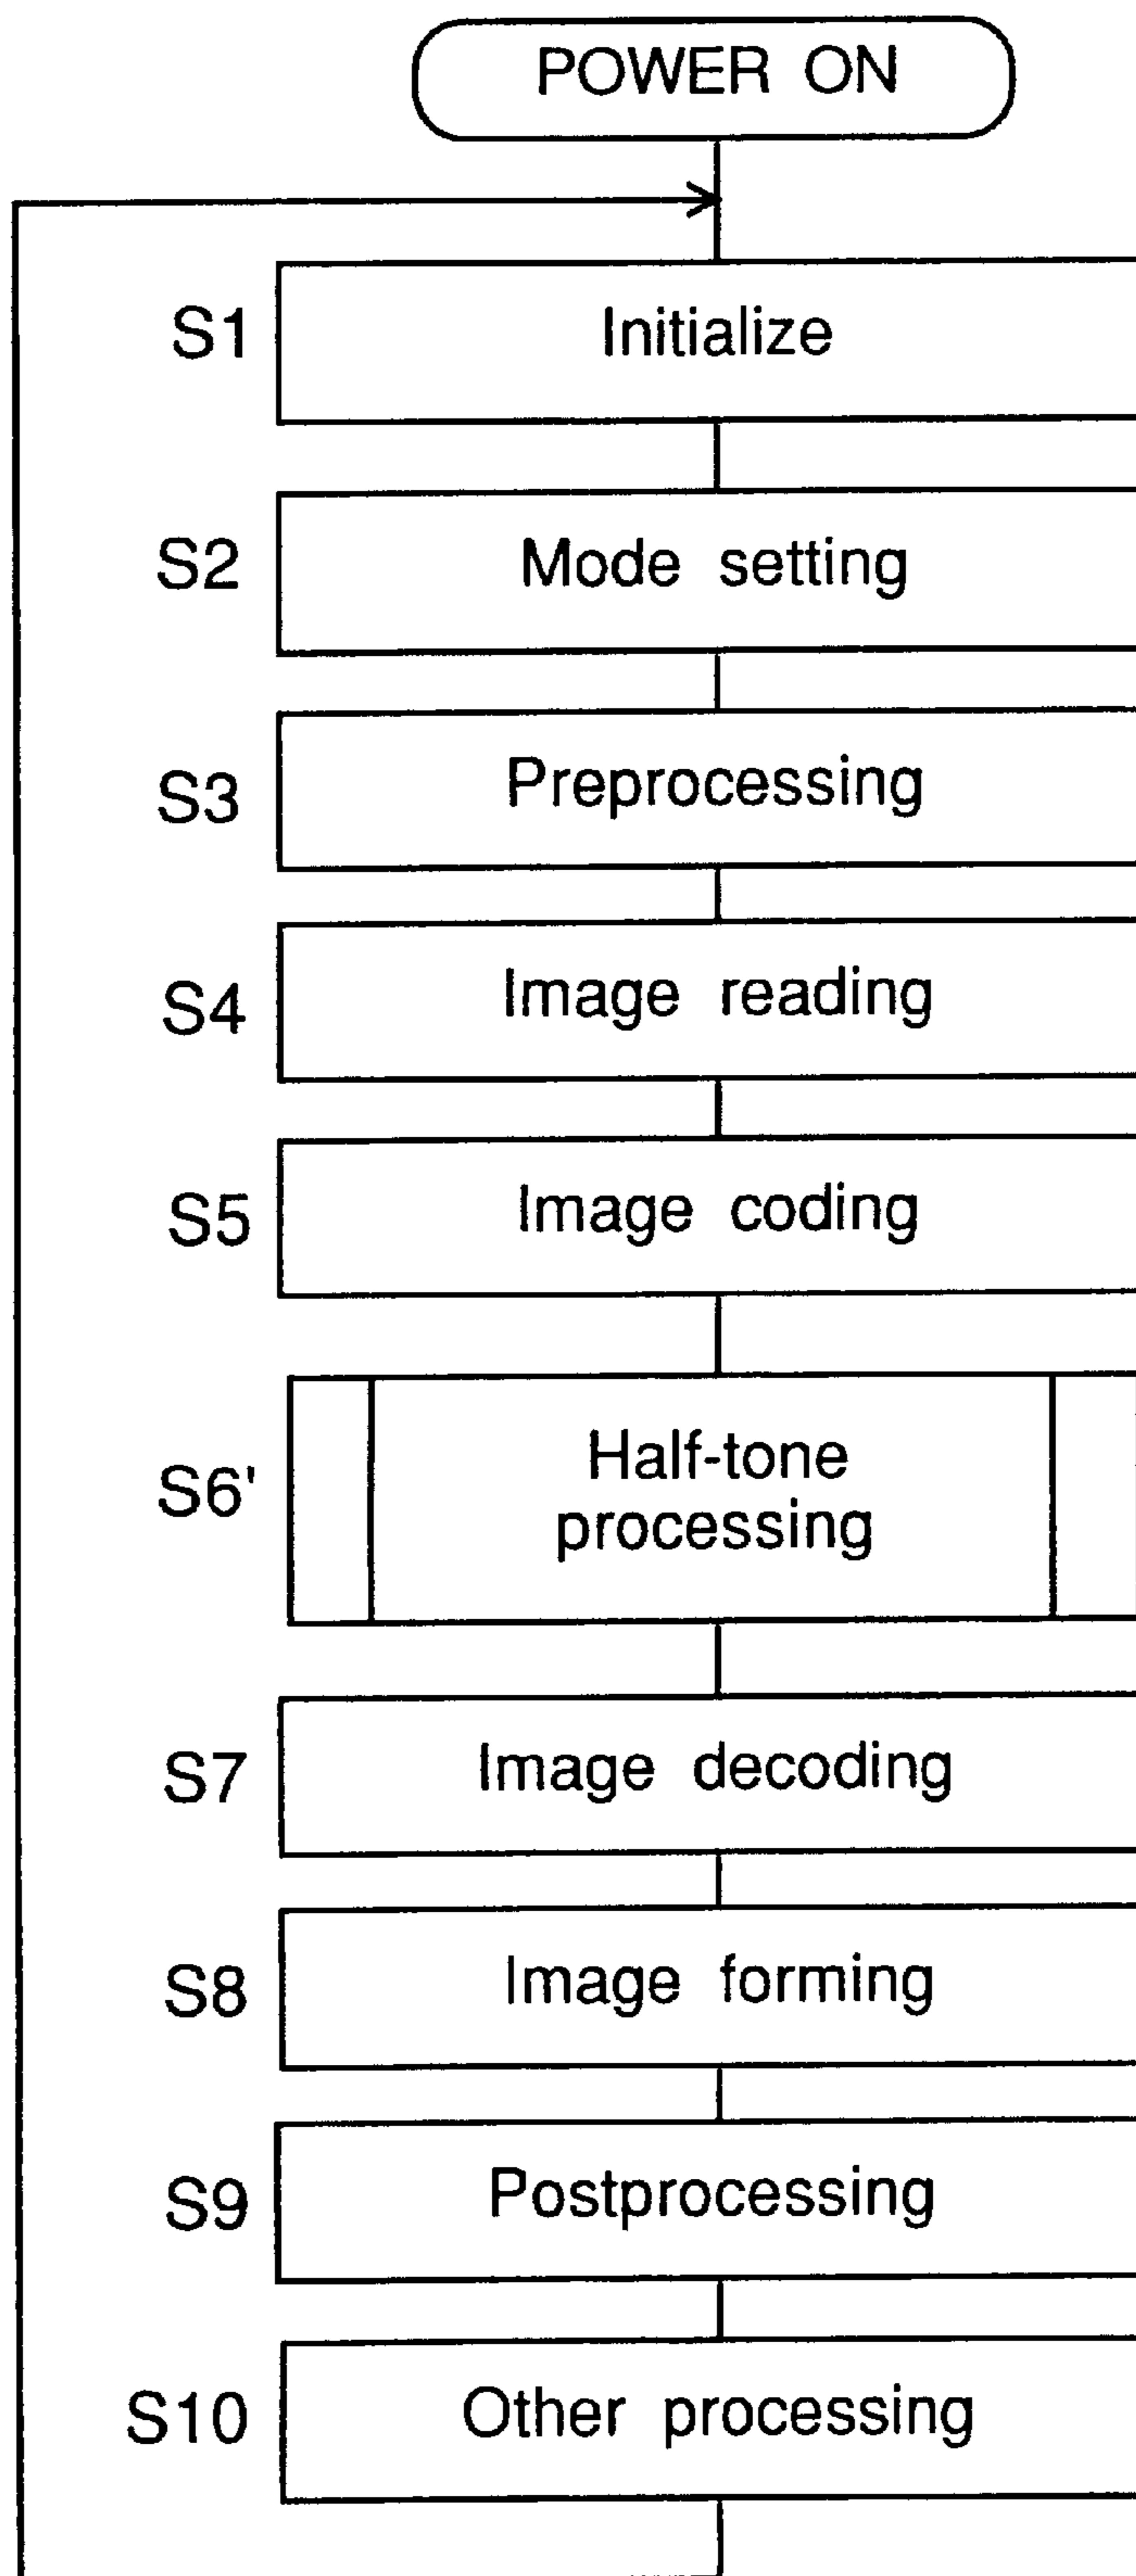 POWER ON
S1 Initialize
S2 Mode setting
S3 Preprocessing
S4 Image reading
S5 Image coding
S6' Half-tone
processing
S7 Image decoding
S8 Image forming
S9 Postprocessing
S10 Other processing